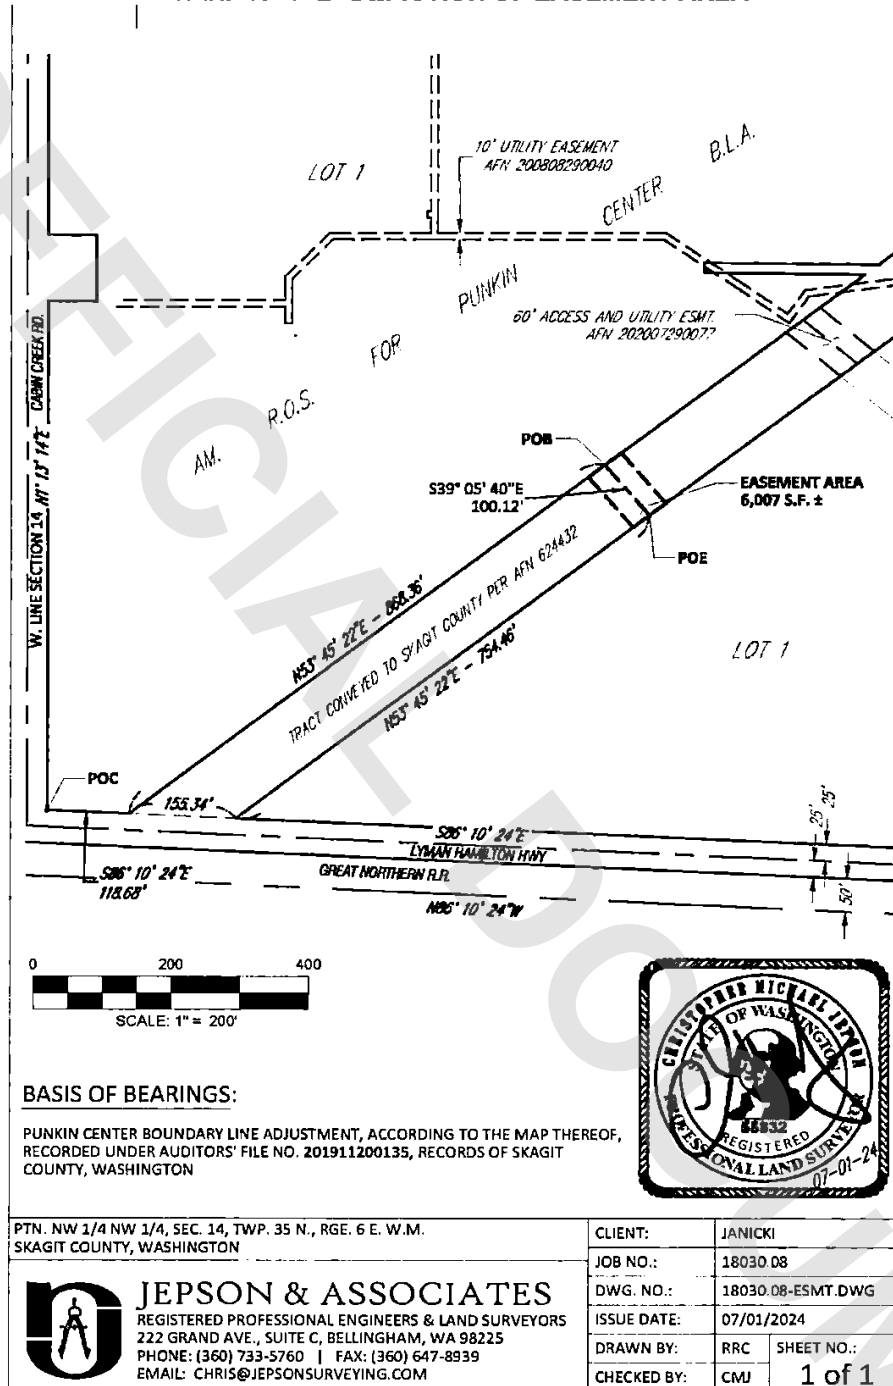 LOT 1
10' UTILITY EASEMENT
AFN 200808290040
B.L.A.
CENTER
PUNKIN
FOR
R.O.S.
AM.
60' ACCESS AND UTILITY ESMT.
AFN 202007290077
CABIN CREEK RD.
W. LINE SECTION 14 N1° 13' 14"E
POB
S39° 05' 40"E
100.12'
EASEMENT AREA
6,007 S.F. ±
POE
N53° 45' 22"E - 868.36'
TRACT CONVEYED TO SKAGIT COUNTY PER AFN 624432
N53° 45' 22"E - 754.46'
LOT 1
POC
155.34'
25'
25'
S86° 10' 24"E
LYMAN HAMILTON HWY
GREAT NORTHERN R.R.
S86° 10' 24"E
118.68'
N86° 10' 24"W
50'
0 200 400
SCALE: 1" = 200'
CHRISTOPHER MICHAEL JEPSON
STATE OF WASHINGTON
REGISTERED
PROFESSIONAL LAND SURVEYOR
07-01-24
BASIS OF BEARINGS:
PUNKIN CENTER BOUNDARY LINE ADJUSTMENT, ACCORDING TO THE MAP THEREOF,
RECORDED UNDER AUDITORS' FILE NO. 201911200135, RECORDS OF SKAGIT
COUNTY, WASHINGTON
PTN. NW 1/4 NW 1/4, SEC. 14, TWP. 35 N., RGE. 6 E. W.M.
SKAGIT COUNTY, WASHINGTON
JEPSON & ASSOCIATES
REGISTERED PROFESSIONAL ENGINEERS & LAND SURVEYORS
222 GRAND AVE., SUITE C, BELLINGHAM, WA 98225
PHONE: (360) 733-5760 | FAX: (360) 647-8939
EMAIL: CHRIS@JEPSONSURVEYING.COM
CLIENT: JANICKI
JOB NO.: 18030.08
DWG. NO.: 18030.08-ESMT.DWG
ISSUE DATE: 07/01/2024
DRAWN BY: RRC SHEET NO.:
CHECKED BY: CMJ 1 of 1